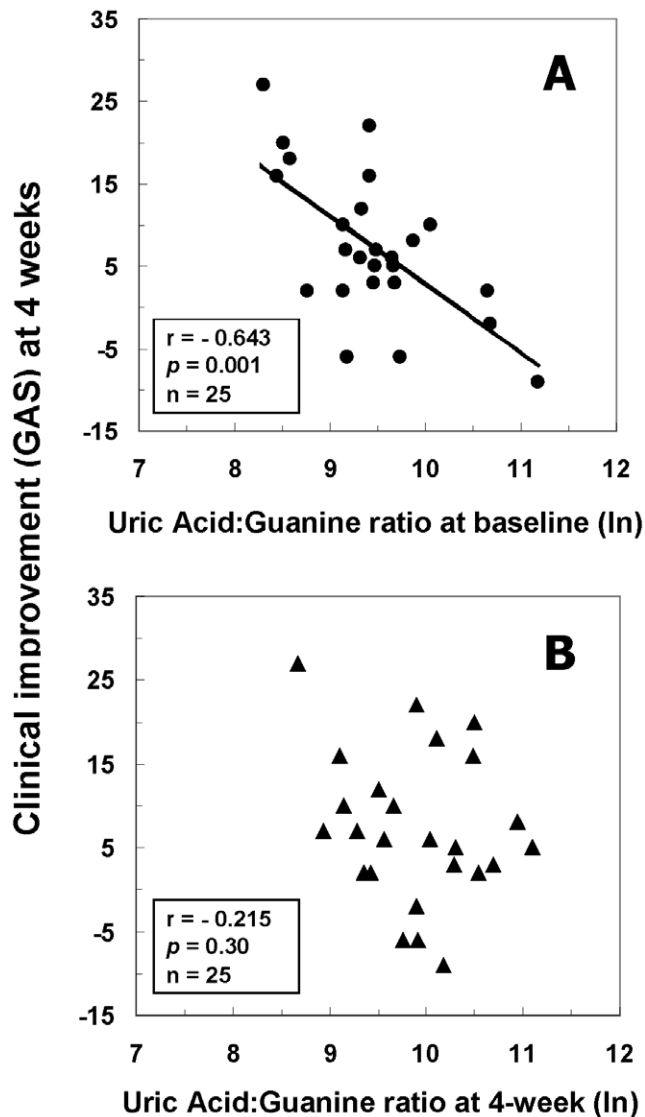 Clinical improvement (GAS) at 4 weeks
35
25
15
5
-5
-15
A
r = - 0.643
p = 0.001
n = 25
7 8 9 10 11 12
Uric Acid:Guanine ratio at baseline (ln)
35
25
15
5
-5
-15
B
r = - 0.215
p = 0.30
n = 25
7 8 9 10 11 12
Uric Acid:Guanine ratio at 4-week (ln)